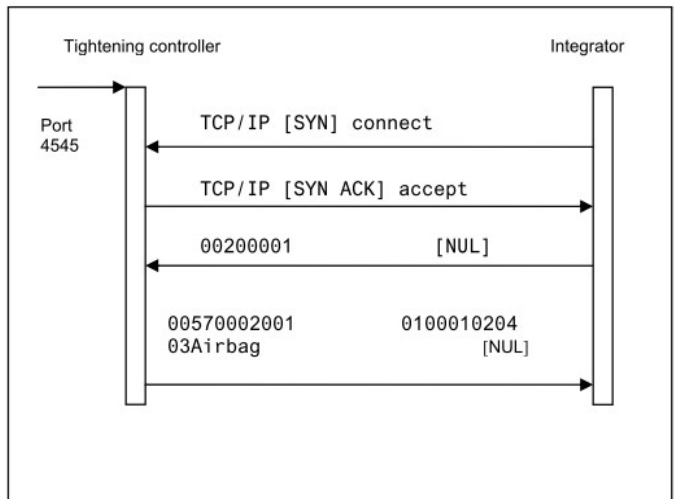 Tightening controller Integrator
Port
4545
TCP/IP [SYN] connect
TCP/IP [SYN ACK] accept
00200001 [NUL]
00570002001 0100010204
03Airbag [NUL]